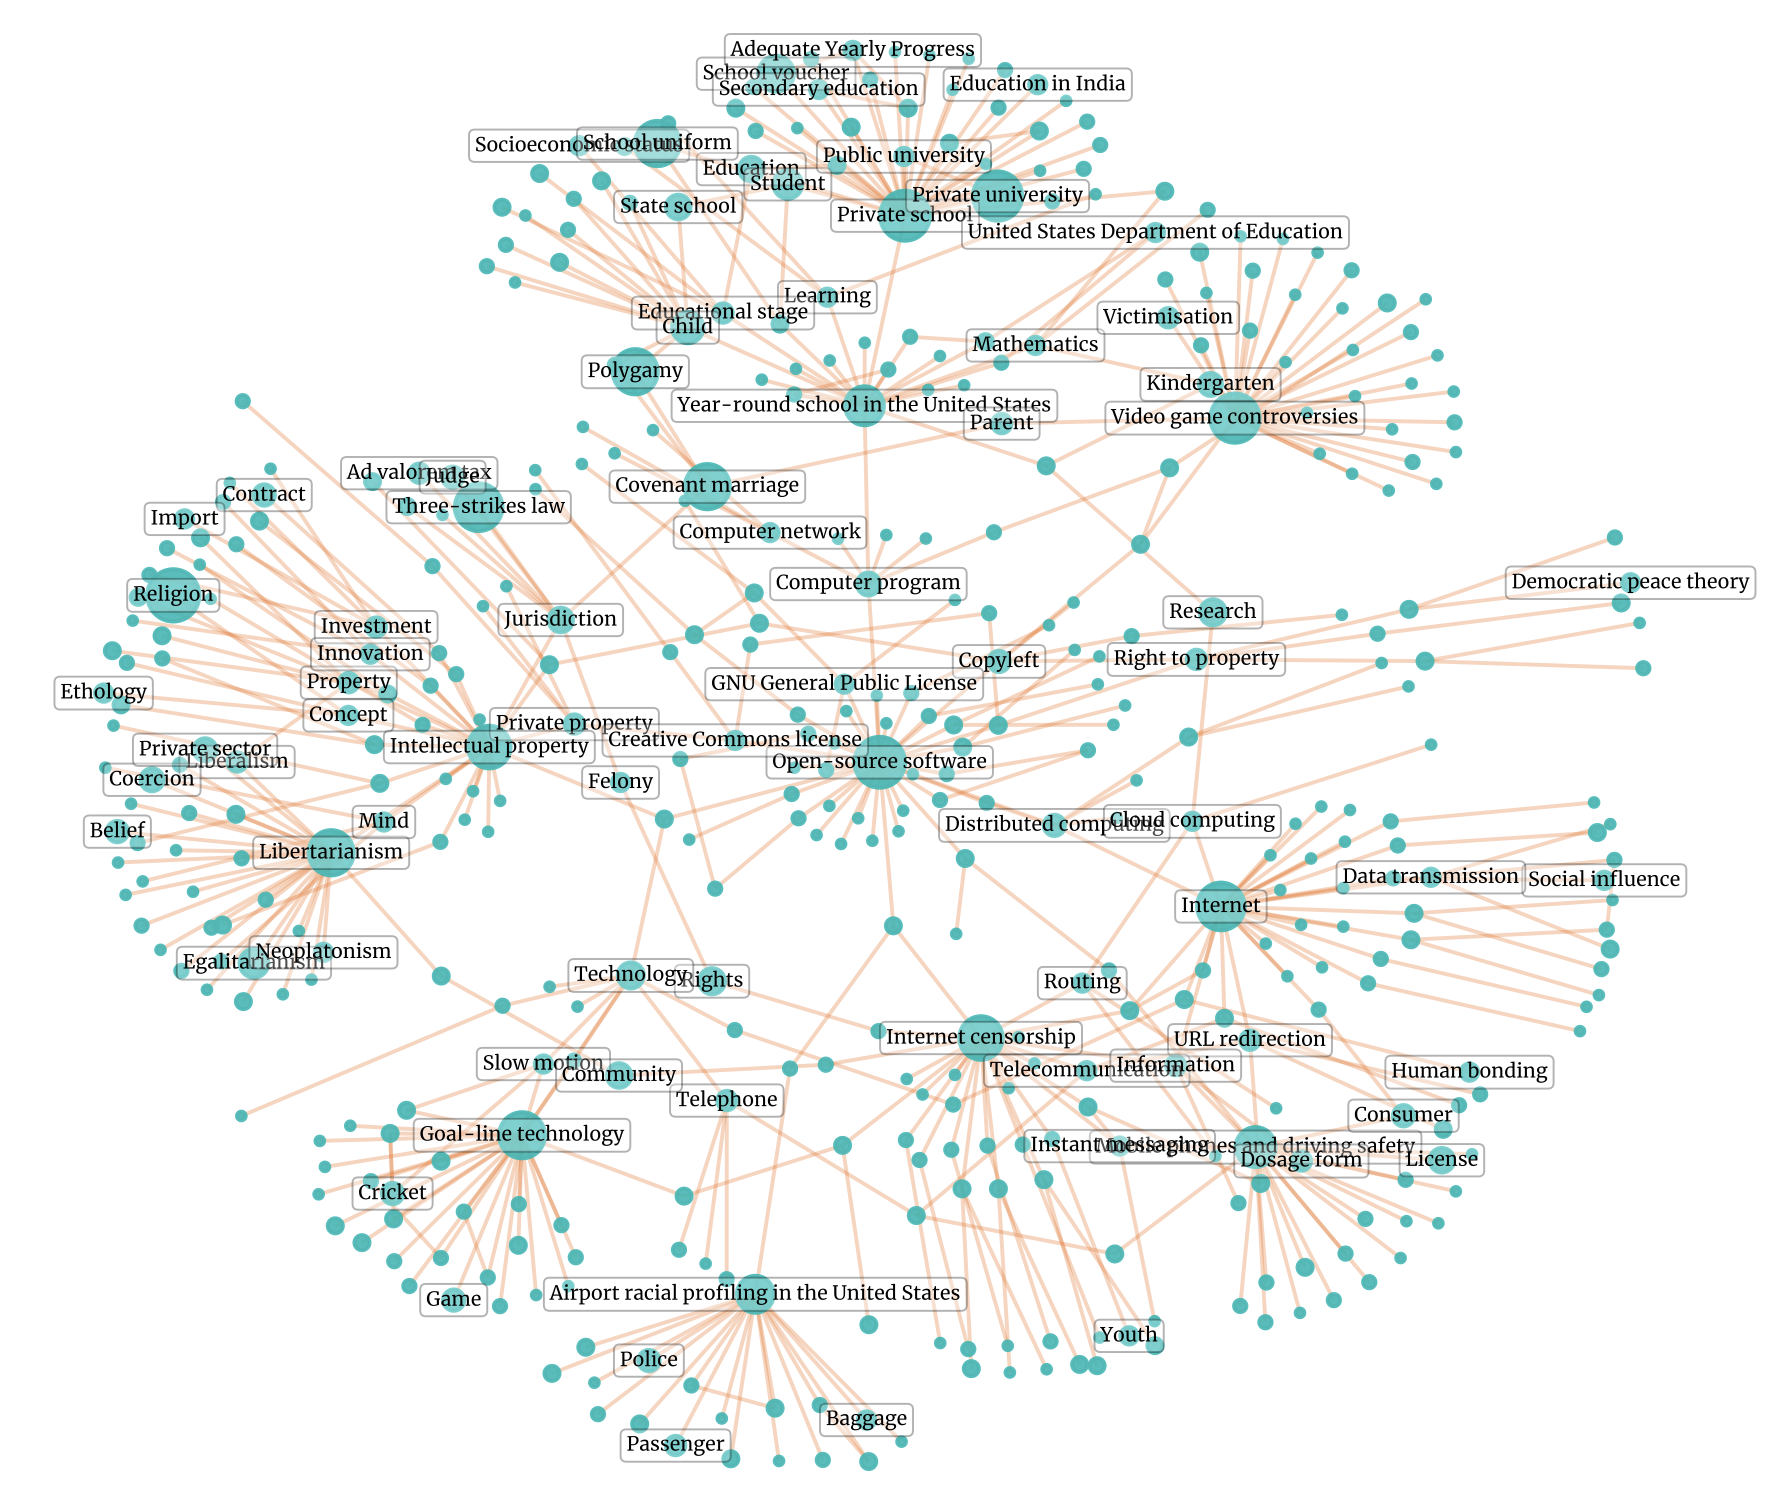 Adequate Yearly Progress
School voucher
Secondary education
Education in India
Socioeconomic status
School uniform
Public university
Education
Student
Private university
State school
Private school
United States Department of Education
Learning
Educational stage
Victimisation
Child
Mathematics
Polygamy
Kindergarten
Year-round school in the United States
Video game controversies
Parent
Ad valorem tax
Judge
Covenant marriage
Contract
Three-strikes law
Import
Computer network
Computer program
Democratic peace theory
Religion
Jurisdiction
Research
Investment
Innovation
Copyleft
Right to property
Property
GNU General Public License
Ethology
Concept
Private property
Creative Commons license
Private sector
Intellectual property
Liberalism
Open-source software
Coercion
Felony
Mind
Distributed computing
Cloud computing
Belief
Libertarianism
Data transmission
Social influence
Internet
Neoplatonism
Egalitarianism
Technology
Rights
Routing
Internet censorship
URL redirection
Slow motion
Community
Telecommunication
Information
Human bonding
Telephone
Consumer
Goal-line technology
Instant messaging
Mobile phones and driving safety
Dosage form
License
Cricket
Airport racial profiling in the United States
Game
Youth
Police
Baggage
Passenger